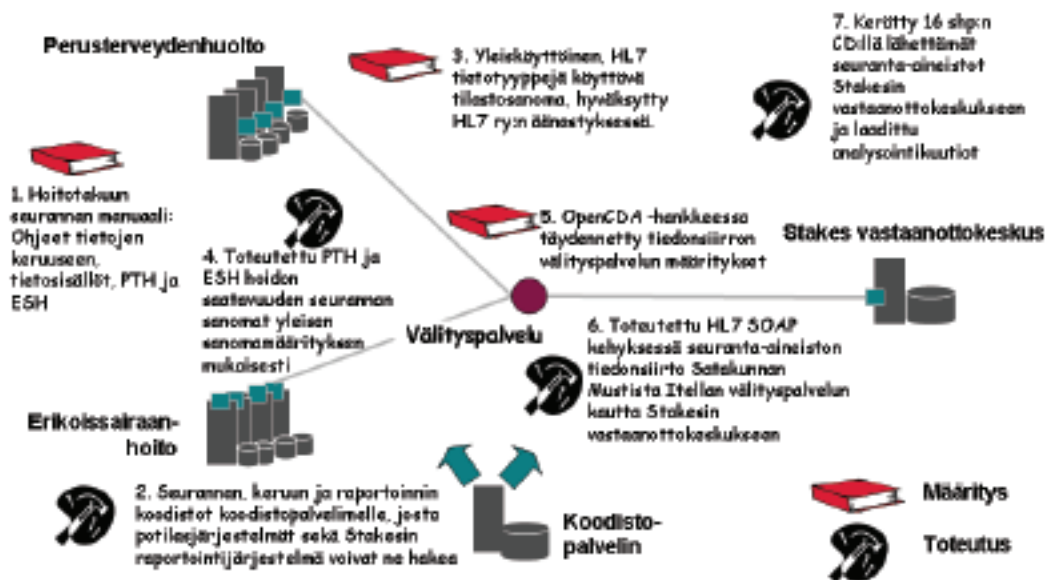 Perusterveydenhuolto
1. Hoitotakuun
seurannan manuaali:
Ohjeet tietojen
keruuseen,
tietosisällöt, PTH ja
ESH
3. Yleiskäyttöinen, HL7
tietotyyppejä käyttävä
tilastosanoma, hyväksytty
HL7 ry:n äänestyksessä.
7. Kerätty 16 shp:n
CD:llä lähettämät
seuranta-aineistot
Stakesin
vastaanottokeskukseen
ja laadittu
analysointikuutiot
4. Toteutettu PTH ja
ESH hoidon
saatavuuden seurannan
sanomat yleisen
sanomamäärityksen
mukaisesti
5. OpenCDA -hankkeessa
täydennetty tiedonsiirron
välityspalvelun määritykset
Stakes vastaanottokeskus
Välityspalvelu
6. Toteutettu HL7 SOAP
kehyksessä seuranta-aineiston
tiedonsiirto Satakunnan
Mustista Itellan välityspalvelun
kautta Stakesin
vastaanottokeskukseen
Erikoissairaan-
hoito
2. Seurannan, keruun ja raportoinnin
koodistot koodistopalvelimelle, josta
potilasjärjestelmät sekä Stakesin
raportointijärjestelmä voivat ne hakea
Koodisto-
palvelin
Määritys
Toteutus